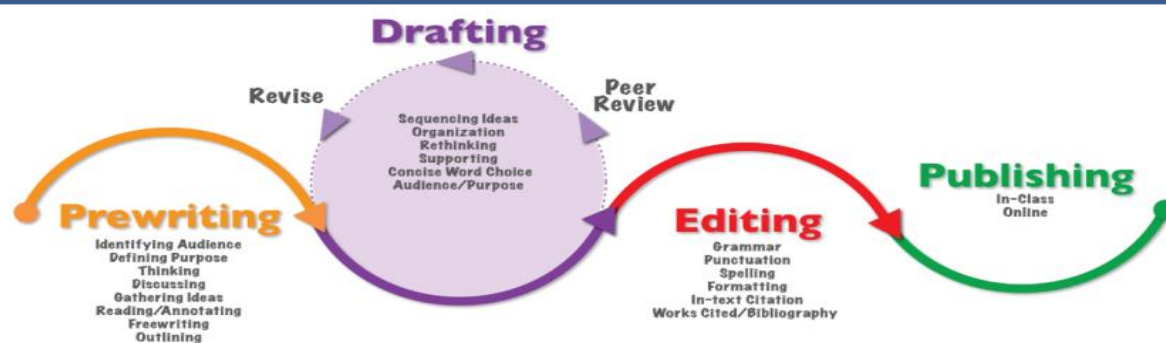 Drafting
Revise
Peer
Review
Sequencing Ideas
Organization
Rethinking
Supporting
Concise Word Choice
Audience/Purpose
Prewriting
Identifying Audience
Defining Purpose
Thinking
Discussing
Gathering Ideas
Reading/Annotating
Freewriting
Outlining
Editing
Grammar
Punctuation
Spelling
Formatting
In-text Citation
Works Cited/Bibliography
Publishing
In-Class
Online